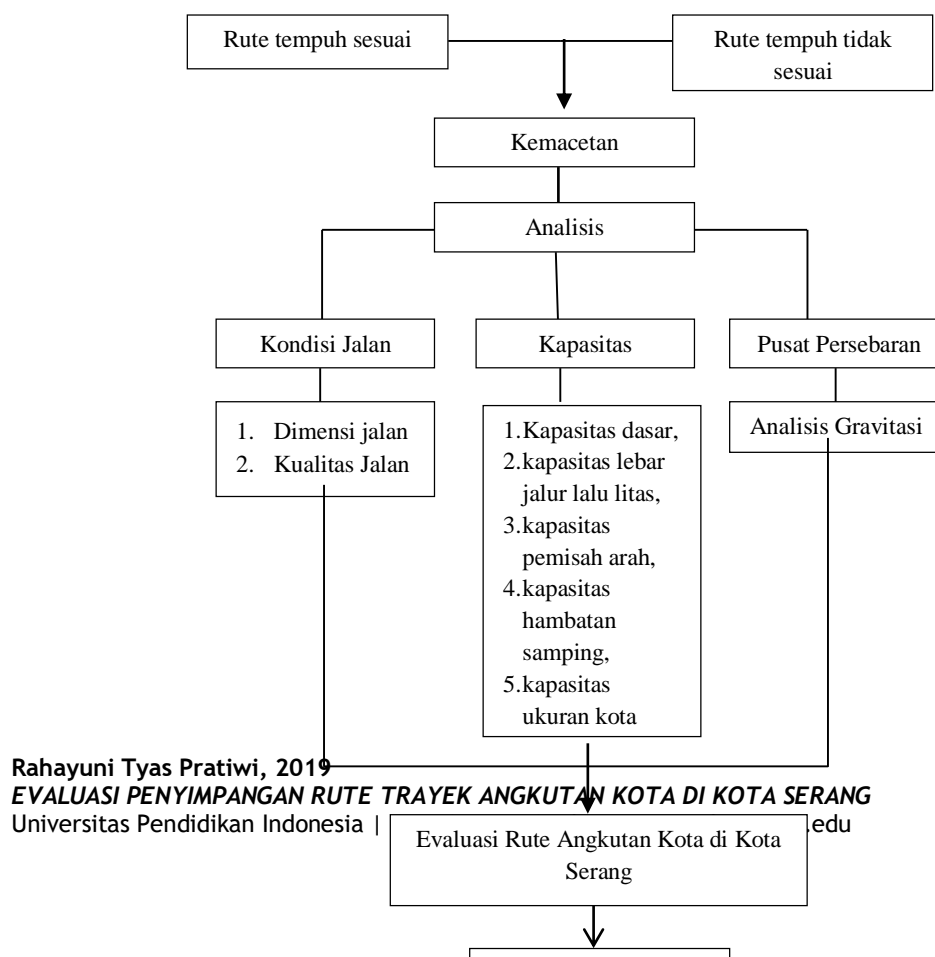 Rute tempuh sesuai
Rute tempuh tidak
sesuai
Kemacetan
Analisis
Kondisi Jalan
Kapasitas
Pusat Persebaran
1. Dimensi jalan
2. Kualitas Jalan
1.Kapasitas dasar,
2.kapasitas lebar
jalur lalu litas,
3.kapasitas
pemisah arah,
4.kapasitas
hambatan
samping,
5.kapasitas
ukuran kota
Analisis Gravitasi
Rahayuni Tyas Pratiwi, 2019
EVALUASI PENYIMPANGAN RUTE TRAYEK ANGKUTAN KOTA DI KOTA SERANG
Universitas Pendidikan Indonesia | .edu
Evaluasi Rute Angkutan Kota di Kota
Serang